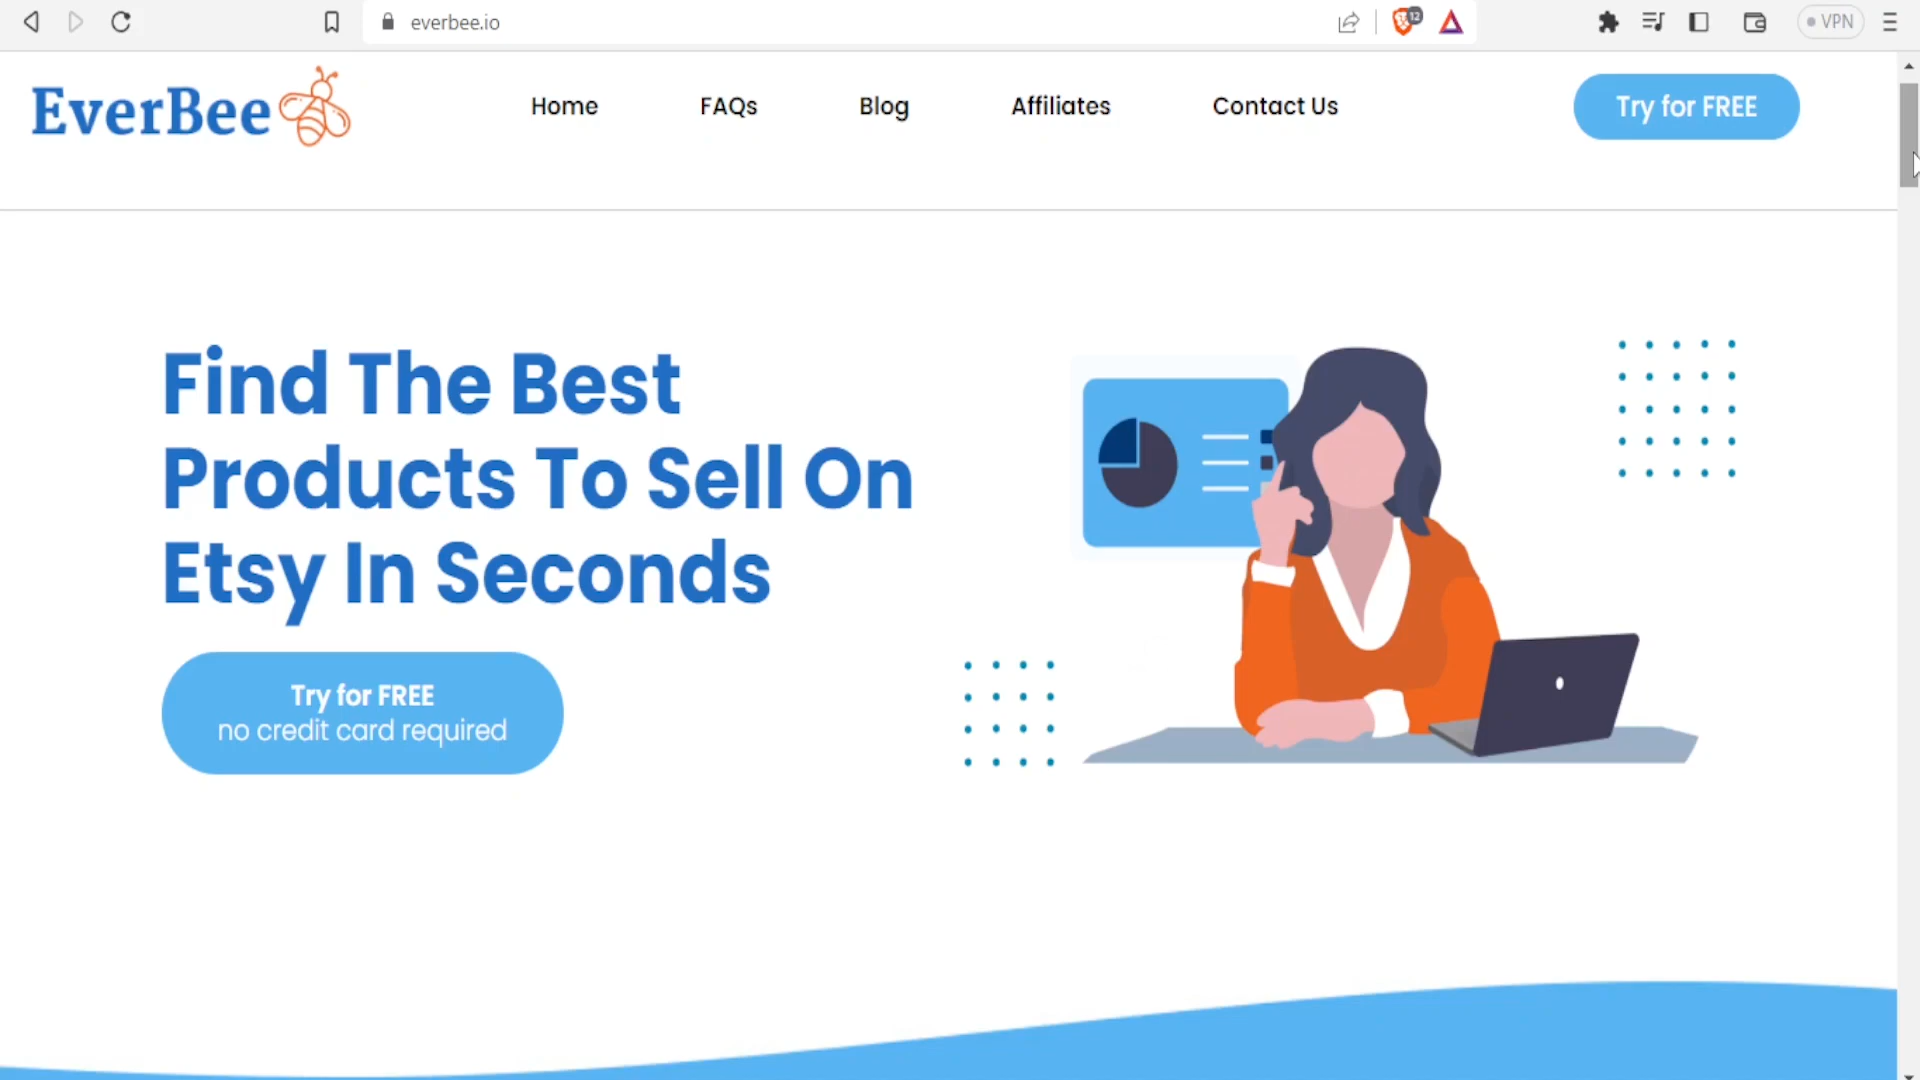 everbee.io
12
VPN
EverBee
Home
FAQs
Blog
Affiliates
Contact Us
Try for FREE
Find The Best
Products To Sell On
Etsy In Seconds
Try for FREE
no credit card required